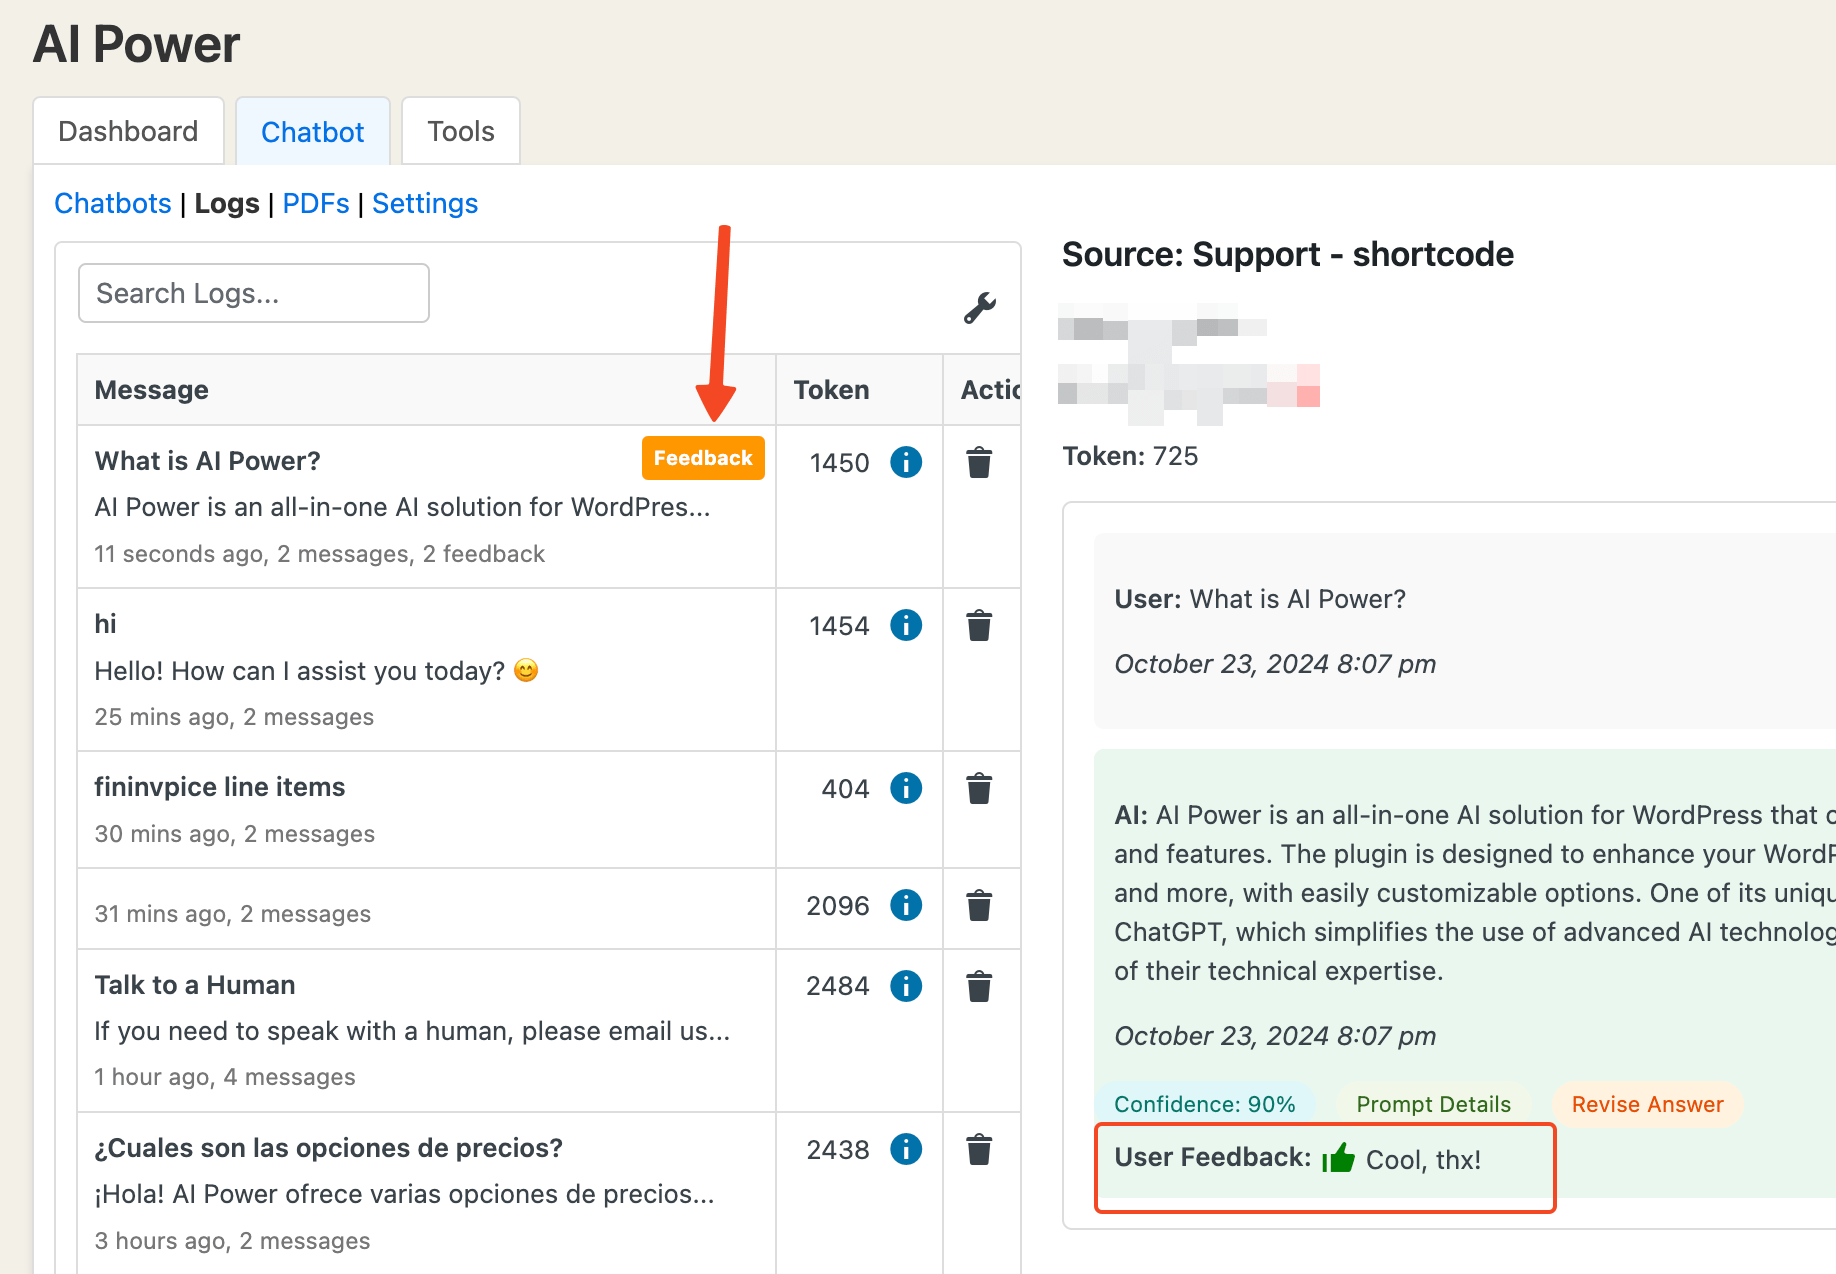 AI Power
Dashboard
Chatbot
Tools
Chatbots | Logs | PDFs | Settings
Search Logs...
Message
Token
Actio
What is AI Power?
Feedback
1450
AI Power is an all-in-one AI solution for WordPres...
11 seconds ago, 2 messages, 2 feedback
hi
1454
Hello! How can I assist you today? 😊
25 mins ago, 2 messages
fininvpice line items
404
30 mins ago, 2 messages
31 mins ago, 2 messages
2096
Talk to a Human
2484
If you need to speak with a human, please email us...
1 hour ago, 4 messages
¿Cuales son las opciones de precios?
2438
¡Hola! AI Power ofrece varias opciones de precios...
3 hours ago, 2 messages
Source: Support - shortcode
Token: 725
User: What is AI Power?
October 23, 2024 8:07 pm
AI: AI Power is an all-in-one AI solution for WordPress that
and features. The plugin is designed to enhance your
and more, with easily customizable options. One of its
ChatGPT, which simplifies the use of advanced AI
of their technical expertise.
October 23, 2024 8:07 pm
Confidence: 90%
Prompt Details
Revise Answer
User Feedback: 👍 Cool, thx!